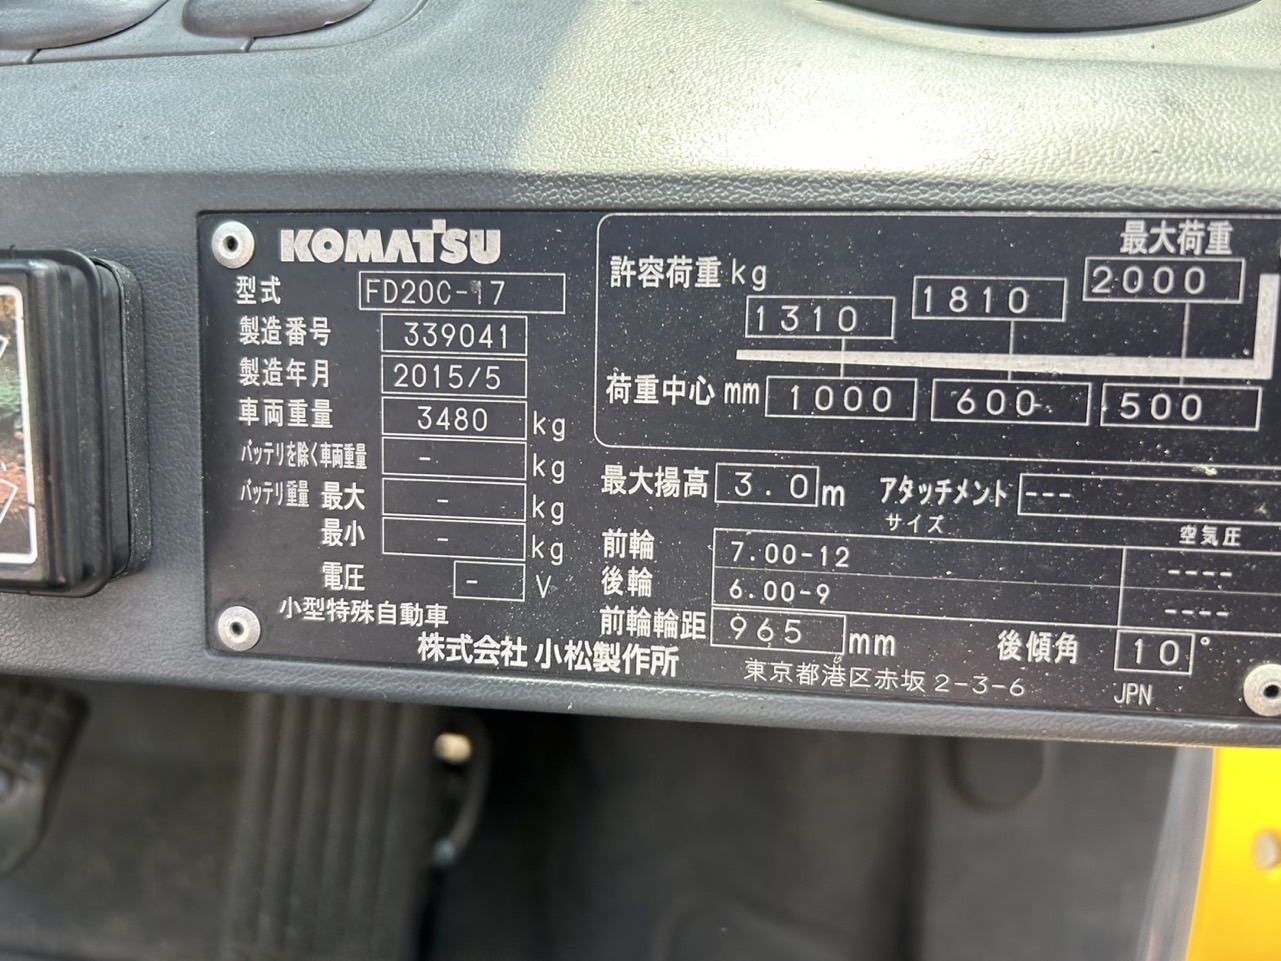 KOMATSU
型式 FD20C-17
製造番号 339041
製造年月 2015/5
車両重量 3480 kg
バッテリを除く車両重量 - kg
バッテリ重量 最大 - kg
最小 - kg
電圧 - V
小型特殊自動車
最大荷重
許容荷重 kg 1310 1810 2000
荷重中心 mm 1000 600 500
最大揚高 3.0 m アタッチメント ---
サイズ 空気圧
前輪 7.00-12 ----
後輪 6.00-9 ----
前輪輪距 965 mm 後傾角 10°
株式会社 小松製作所 東京都港区赤坂 2-3-6 JPN